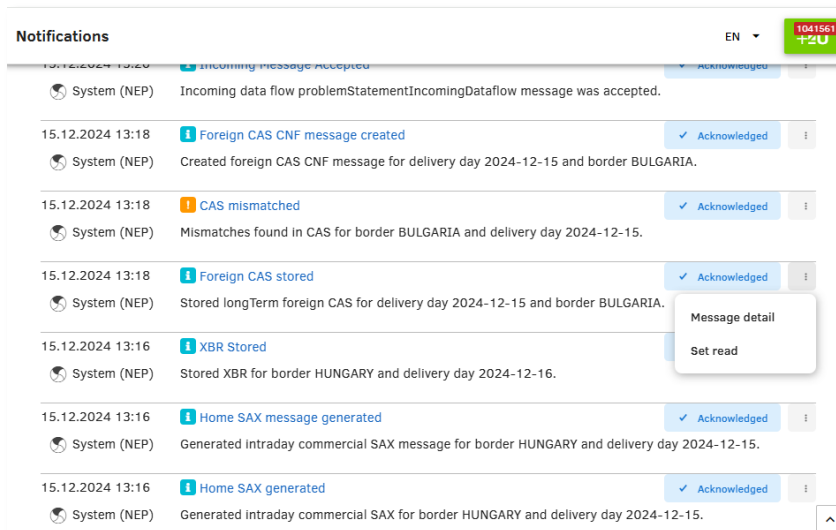 Notifications
EN
1041561
15.12.2024 13:20 Incoming Message Accepted Acknowledged
System (NEP) Incoming data flow problemStatementIncomingDataflow message was accepted.
15.12.2024 13:18 Foreign CAS CNF message created Acknowledged
System (NEP) Created foreign CAS CNF message for delivery day 2024-12-15 and border BULGARIA.
15.12.2024 13:18 CAS mismatched Acknowledged
System (NEP) Mismatches found in CAS for border BULGARIA and delivery day 2024-12-15.
15.12.2024 13:18 Foreign CAS stored Acknowledged
System (NEP) Stored longTerm foreign CAS for delivery day 2024-12-15 and border BULGARIA.
Message detail
Set read
15.12.2024 13:16 XBR Stored
System (NEP) Stored XBR for border HUNGARY and delivery day 2024-12-16.
15.12.2024 13:16 Home SAX message generated Acknowledged
System (NEP) Generated intraday commercial SAX message for border HUNGARY and delivery day 2024-12-15.
15.12.2024 13:16 Home SAX generated Acknowledged
System (NEP) Generated intraday commercial SAX for border HUNGARY and delivery day 2024-12-15.